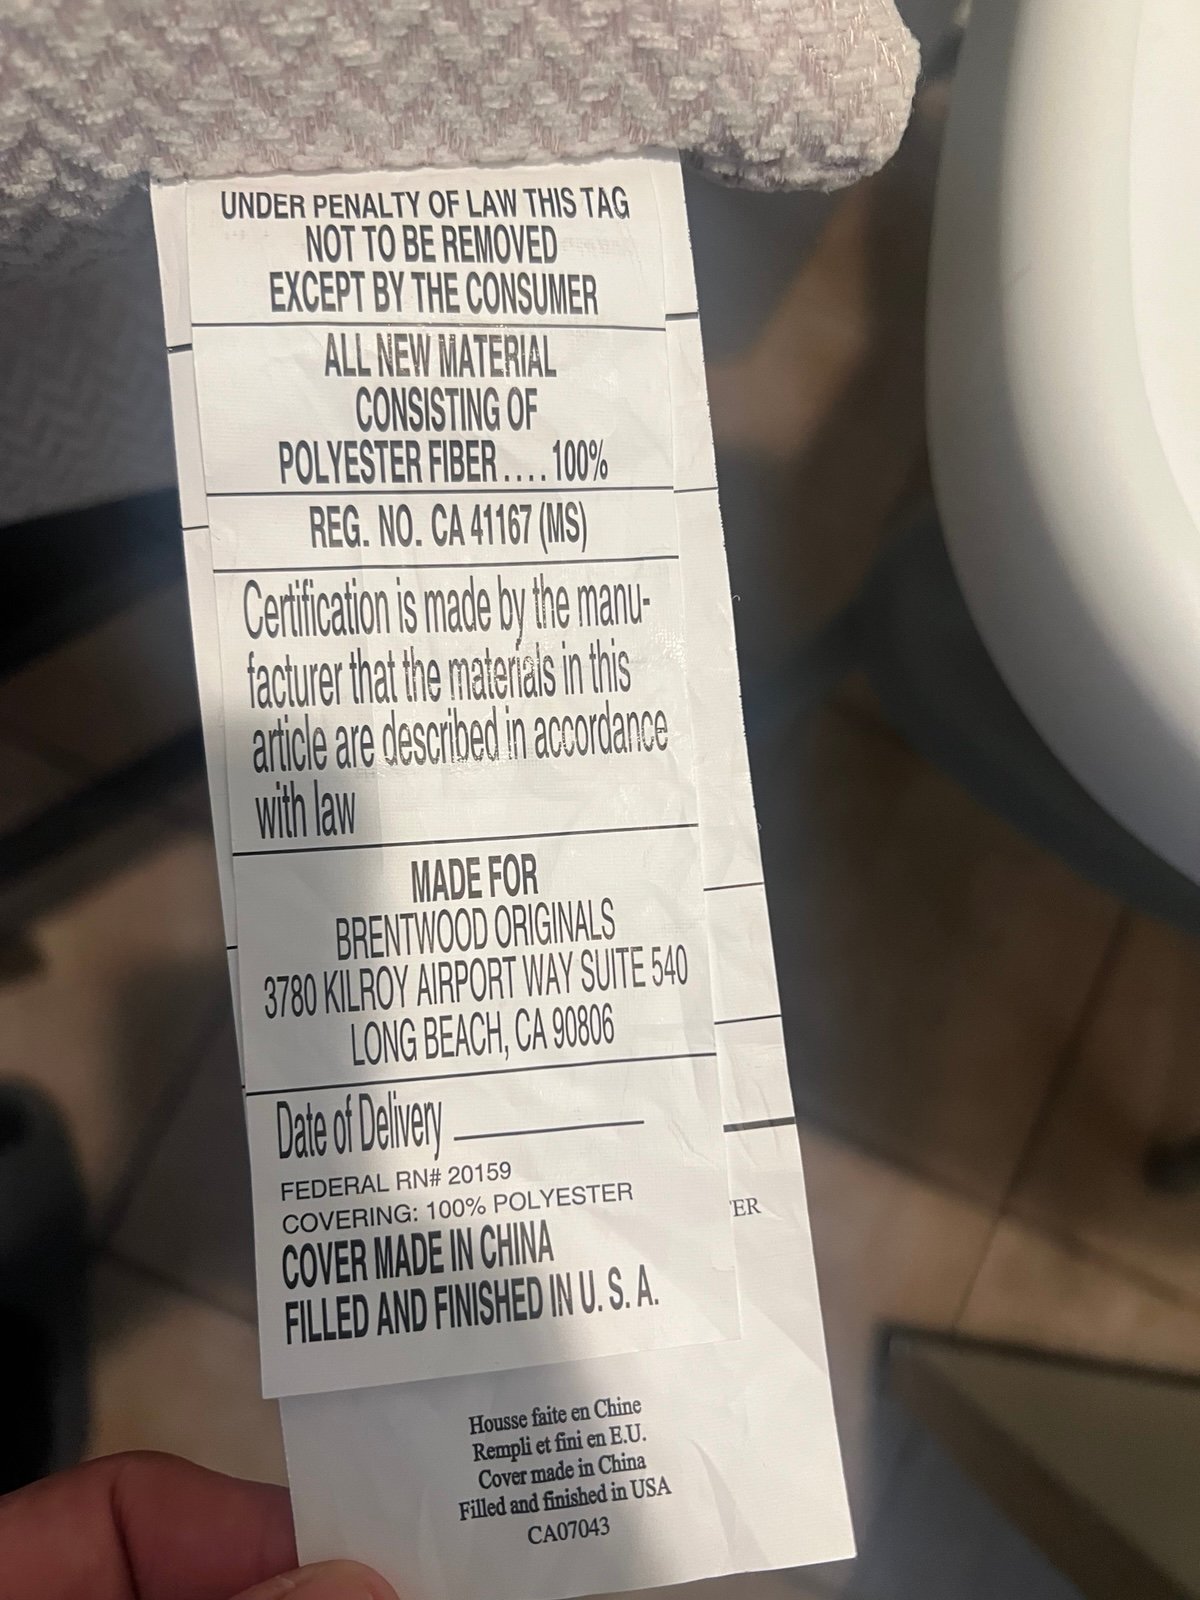 UNDER PENALTY OF LAW THIS TAG
NOT TO BE REMOVED
EXCEPT BY THE CONSUMER
ALL NEW MATERIAL
CONSISTING OF
POLYESTER FIBER .... 100%
REG. NO. CA 41167 (MS)
Certification is made by the manu-
facturer that the materials in this
article are described in accordance
with law
MADE FOR
BRENTWOOD ORIGINALS
3780 KILROY AIRPORT WAY SUITE 540
LONG BEACH, CA 90806
Date of Delivery
FEDERAL RN# 20159
COVERING: 100% POLYESTER
ER
COVER MADE IN CHINA
FILLED AND FINISHED IN U. S. A.
Housse faite en Chine
Rempli et fini en E.U.
Cover made in China
Filled and finished in USA
CA07043